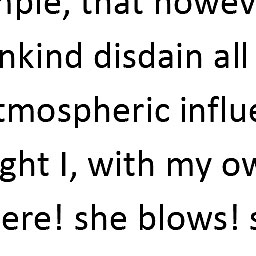 mple, that howev
nkind disdain all
tmospheric influe
ght I, with my ow
ere! she blows! s